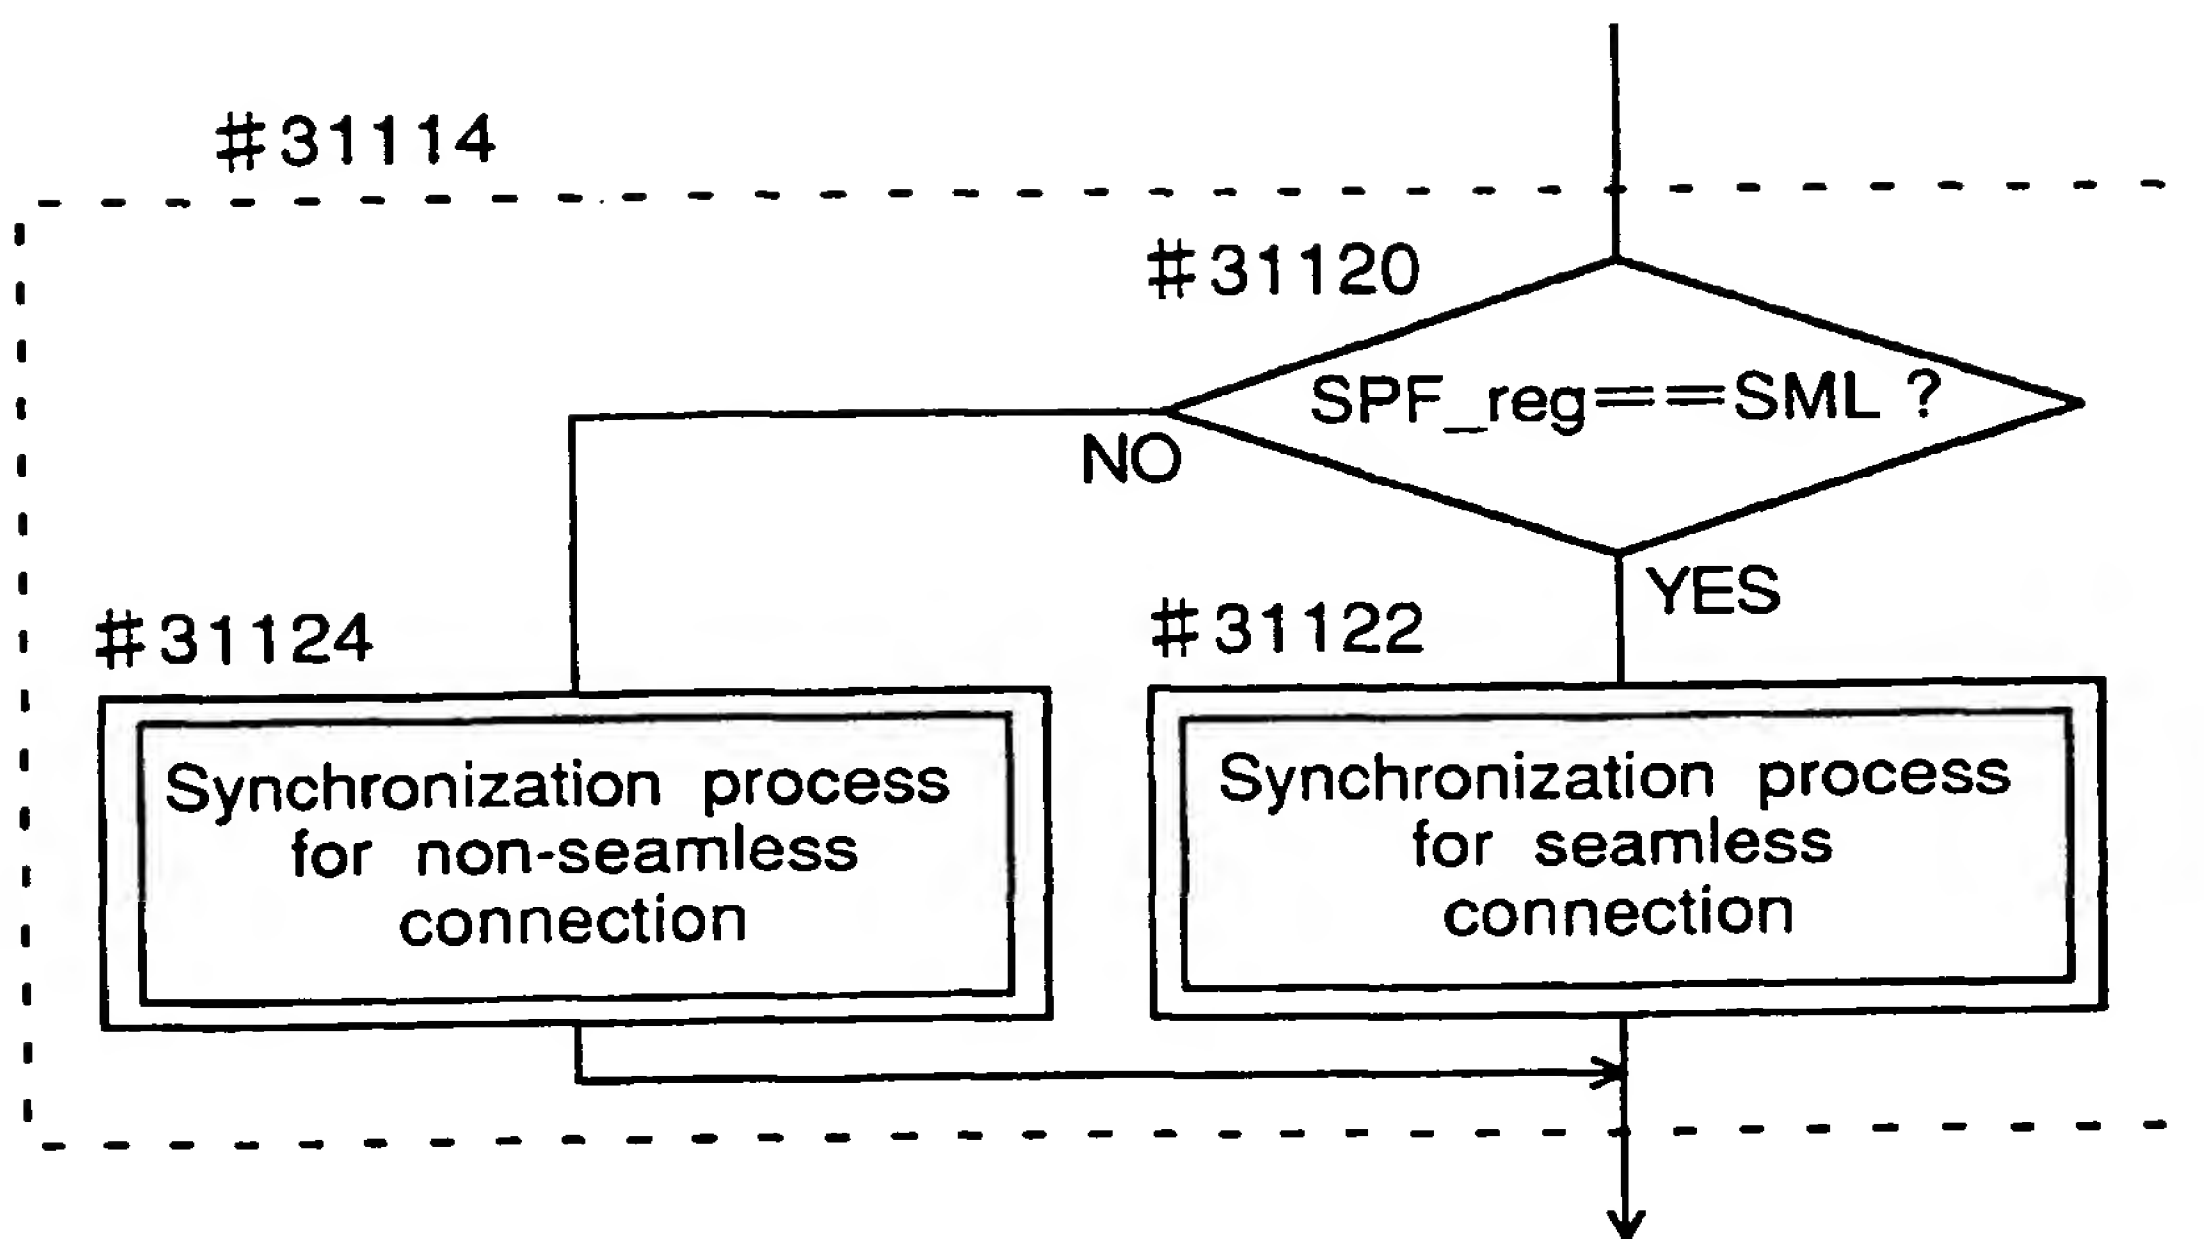 #31114
#31120
SPF_reg==SML ?
NO
YES
#31124
#31122
Synchronization process
for non-seamless
connection
Synchronization process
for seamless
connection